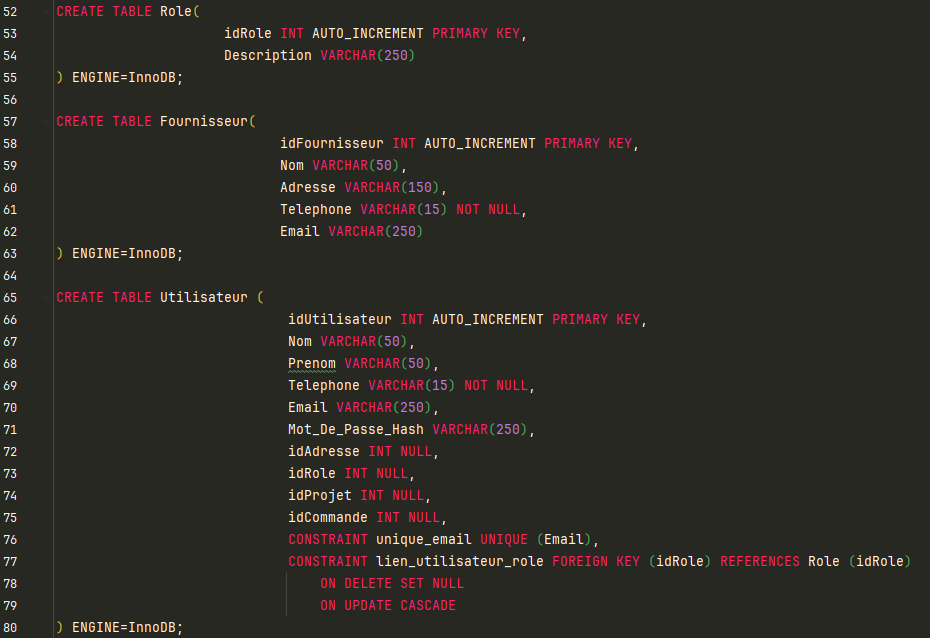 52 CREATE TABLE Role(
53 idRole INT AUTO_INCREMENT PRIMARY KEY,
54 Description VARCHAR(250)
55 ) ENGINE=InnoDB;
56
57 CREATE TABLE Fournisseur(
58 idFournisseur INT AUTO_INCREMENT PRIMARY KEY,
59 Nom VARCHAR(50),
60 Adresse VARCHAR(150),
61 Telephone VARCHAR(15) NOT NULL,
62 Email VARCHAR(250)
63 ) ENGINE=InnoDB;
64
65 CREATE TABLE Utilisateur (
66 idUtilisateur INT AUTO_INCREMENT PRIMARY KEY,
67 Nom VARCHAR(50),
68 Prenom VARCHAR(50),
69 Telephone VARCHAR(15) NOT NULL,
70 Email VARCHAR(250),
71 Mot_De_Passe_Hash VARCHAR(250),
72 idAdresse INT NULL,
73 idRole INT NULL,
74 idProjet INT NULL,
75 idCommande INT NULL,
76 CONSTRAINT unique_email UNIQUE (Email),
77 CONSTRAINT lien_utilisateur_role FOREIGN KEY (idRole) REFERENCES Role (idRole)
78 ON DELETE SET NULL
79 ON UPDATE CASCADE
80 ) ENGINE=InnoDB;